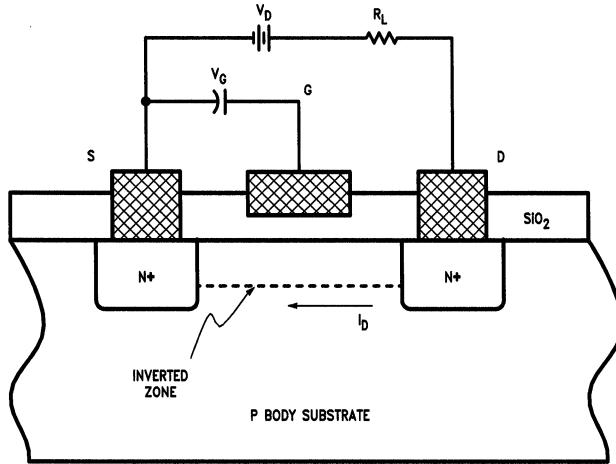 V_D
R_L
V_G
G
S
D
SIO_2
N+
N+
I_D
INVERTED
ZONE
P BODY SUBSTRATE